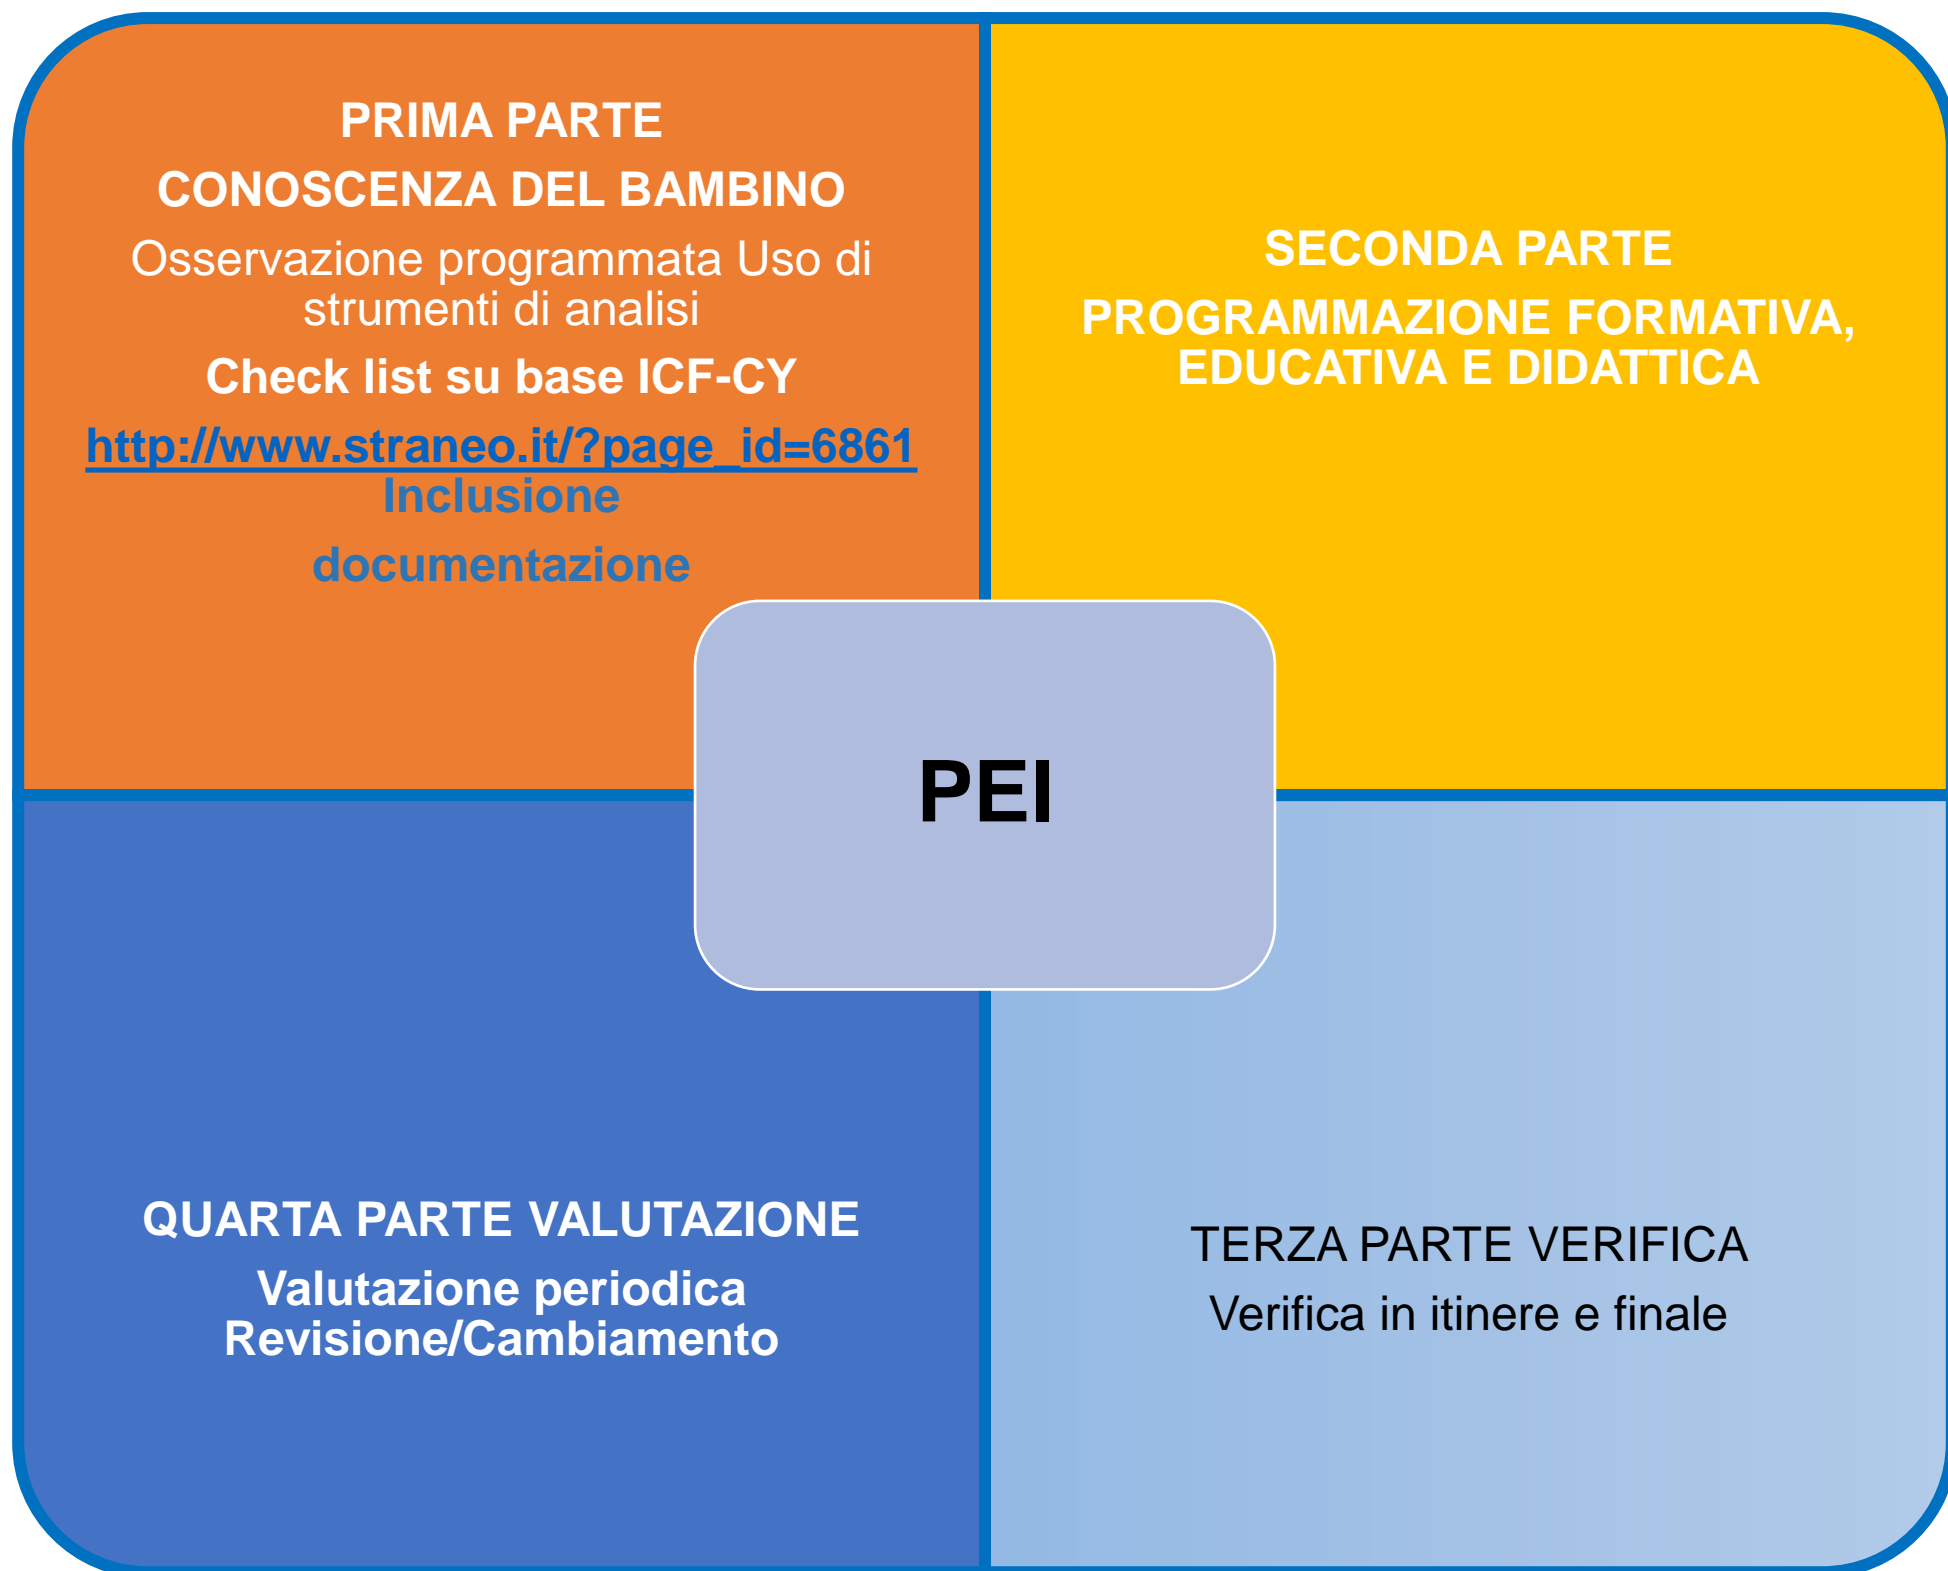 PRIMA PARTE
CONOSCENZA DEL BAMBINO
Osservazione programmata Uso di
strumenti di analisi
Check list su base ICF-CY
http://www.straneo.it/?page_id=6861
Inclusione
documentazione
SECONDA PARTE
PROGRAMMAZIONE FORMATIVA,
EDUCATIVA E DIDATTICA
PEI
QUARTA PARTE VALUTAZIONE
Valutazione periodica
Revisione/Cambiamento
TERZA PARTE VERIFICA
Verifica in itinere e finale